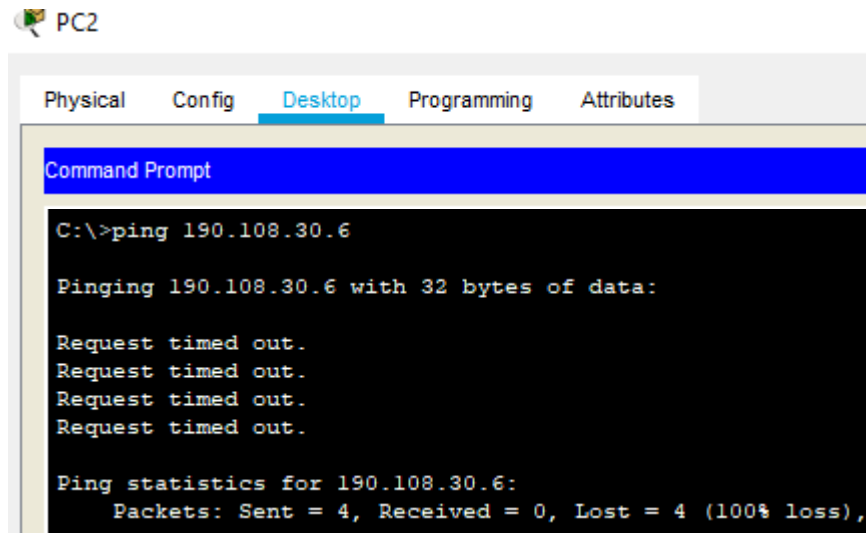 PC2
Physical Config Desktop Programming Attributes
Command Prompt
C:\>ping 190.108.30.6
Pinging 190.108.30.6 with 32 bytes of data:
Request timed out.
Request timed out.
Request timed out.
Request timed out.
Ping statistics for 190.108.30.6:
Packets: Sent = 4, Received = 0, Lost = 4 (100% loss),